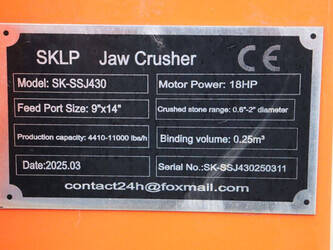 SKLP Jaw Crusher CE
Model: SK-SSJ430 Motor Power: 18HP
Feed Port Size: 9"x14" Crushed stone range: 0.6"-2" diameter
Production capacity: 4410-11000 lbs/h Binding volume: 0.25m³
Date:2025.03 Serial No.:SK-SSJ430250311
contact24h@foxmail.com